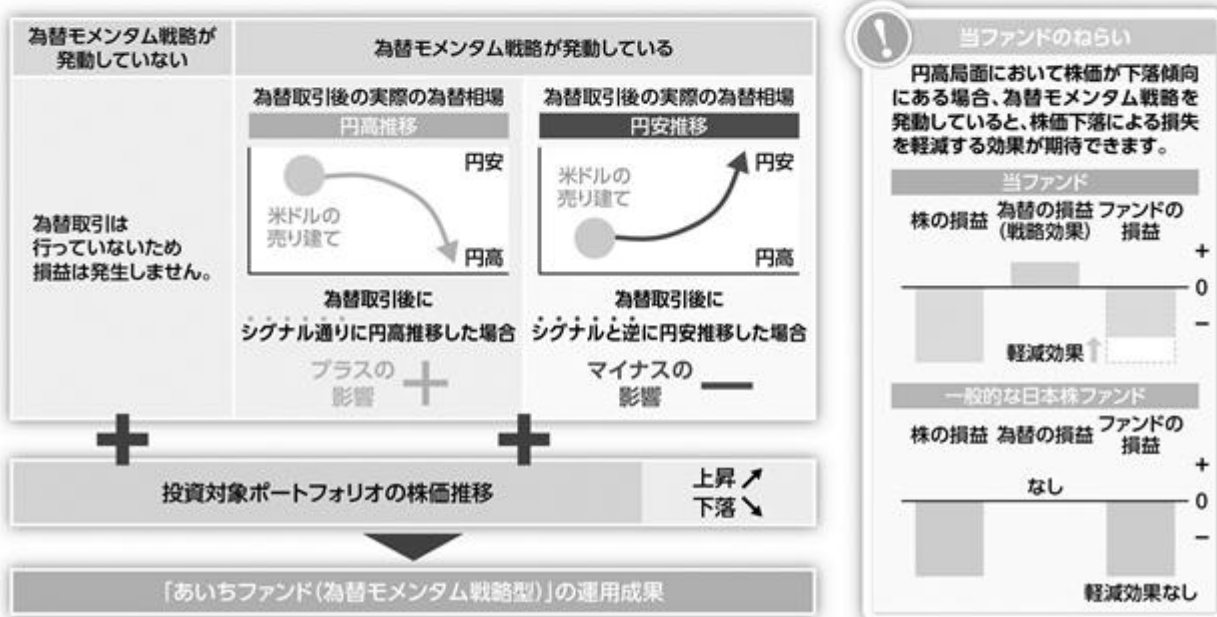 為替モメンタム戦略が
発動していない
為替モメンタム戦略が発動している
為替取引は
行っていないため
損益は発生しません。
為替取引後の実際の為替相場
円高推移
円安
米ドルの
売り建て
円高
為替取引後に
シグナル通りに円高推移した場合
プラスの
影響
+
為替取引後の実際の為替相場
円安推移
円安
米ドルの
売り建て
円高
為替取引後に
シグナルと逆に円安推移した場合
マイナスの
影響
ー
+
+
投資対象ポートフォリオの株価推移
上昇↗
下落↘
「あいちファンド(為替モメンタム戦略型)」の運用成果
!
当ファンドのねらい
円高局面において株価が下落傾向
にある場合、為替モメンタム戦略を
発動していると、株価下落による損失
を軽減する効果が期待できます。
当ファンド
株の損益 為替の損益 ファンドの
(戦略効果) 損益
+
0
−
軽減効果↑
一般的な日本株ファンド
株の損益 為替の損益 ファンドの
損益
+
なし
0
−
軽減効果なし